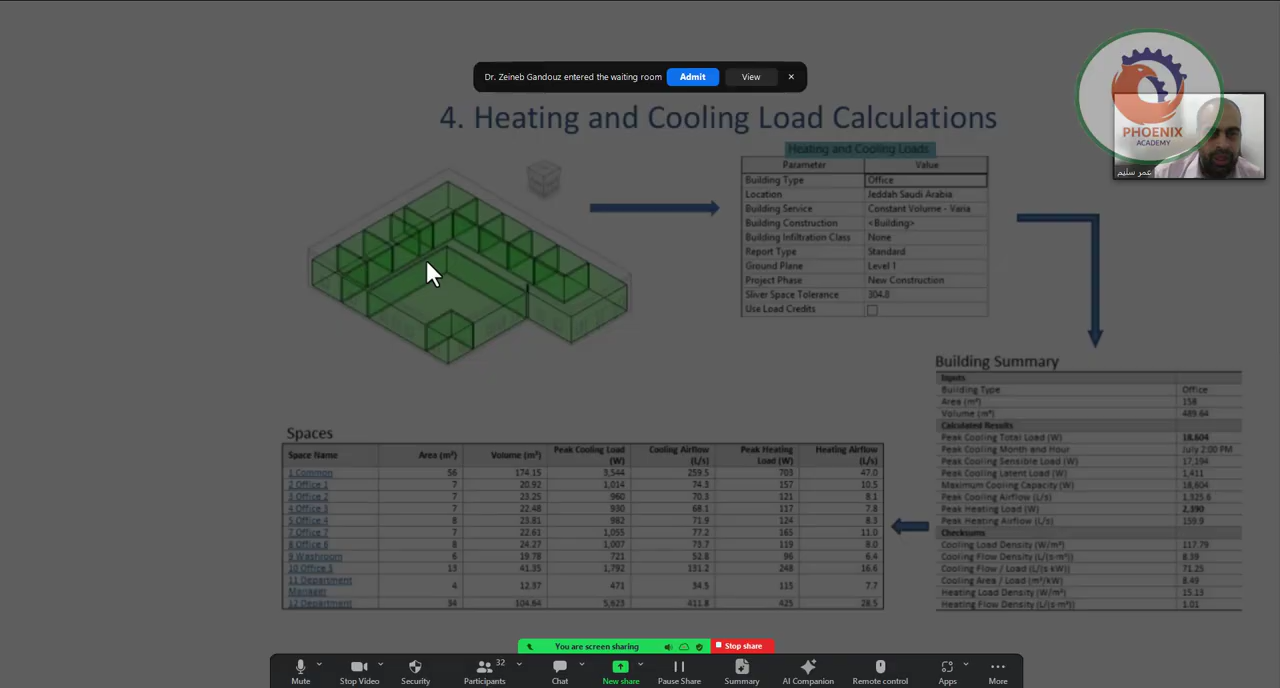 Dr. Zeineb Gandouz entered the waiting room Admit View
4. Heating and Cooling Load Calculations
PHOENIX
ACADEMY
عمر سليم
Heating and Cooling Loads
Parameter Value
Building Type Office
Location Jeddah Saudi Arabia
Building Service Constant Volume - Varia
Building Construction <Building>
Building Infiltration Class None
Report Type Standard
Ground Plane Level 1
Project Phase New Construction
Sliver Space Tolerance 304.8
Use Load Credits
Building Summary
Inputs
Building Type Office
Area (m²) 158
Volume (m³) 489.64
Calculated Results
Peak Cooling Total Load (W) 18,604
Peak Cooling Month and Hour July 2:00 PM
Peak Cooling Sensible Load (W) 17,194
Peak Cooling Latent Load (W) 1,411
Maximum Cooling Capacity (W) 18,604
Peak Cooling Airflow (L/s) 1,325.6
Peak Heating Load (W) 2,390
Peak Heating Airflow (L/s) 159.9
Checksums
Cooling Load Density (W/m²) 117.79
Cooling Flow Density (L/(s·m²)) 8.39
Cooling Flow / Load (L/(s·kW)) 71.25
Cooling Area / Load (m²/kW) 8.49
Heating Load Density (W/m²) 15.13
Heating Flow Density (L/(s·m²)) 1.01
Spaces
Space Name Area (m²) Volume (m³) Peak Cooling Load (W) Cooling Airflow (L/s) Peak Heating Load (W) Heating Airflow (L/s)
1 Common 56 174.15 3,544 259.5 703 47.0
2 Office 1 7 20.92 1,014 74.3 157 10.5
3 Office 2 7 23.25 960 70.3 121 8.1
4 Office 3 7 22.48 930 68.1 117 7.8
5 Office 4 8 23.81 982 71.9 124 8.3
7 Office 7 7 22.61 1,055 77.2 165 11.0
8 Office 6 8 24.27 1,007 73.7 119 8.0
9 Washroom 6 19.78 721 52.8 96 6.4
10 Office 5 13 41.35 1,792 131.2 248 16.6
11 Department Manager 4 12.37 471 34.5 115 7.7
12 Department 34 104.64 5,623 411.8 425 28.5
You are screen sharing Stop share
Mute Stop Video Security Participants 32 Chat New share Pause Share Summary AI Companion Remote control Apps More